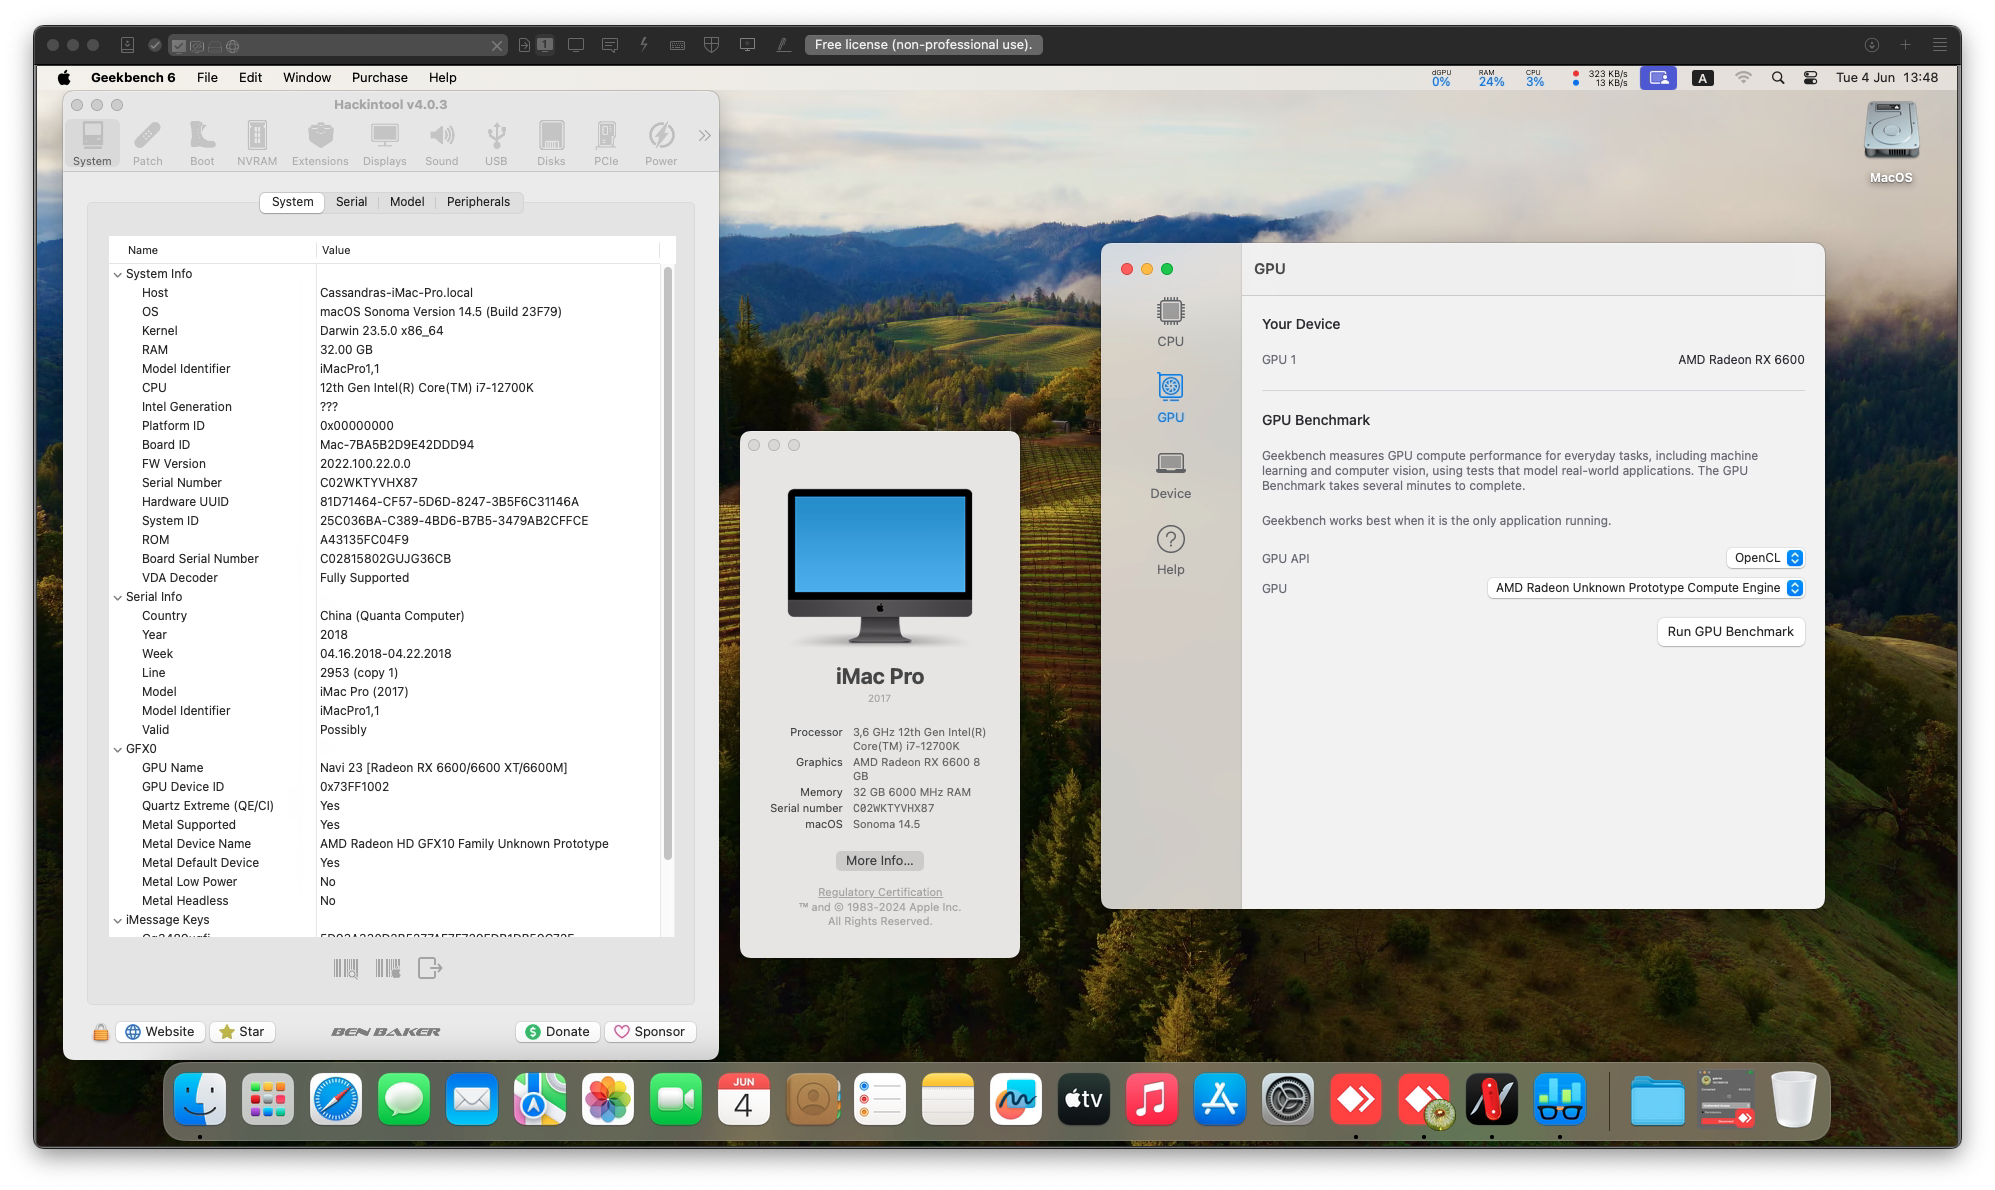 1
Free license (non-professional use).
Geekbench 6 File Edit Window Purchase Help
dGPU 0% RAM 24% CPU 3% 323 KB/s 13 KB/s A Tue 4 Jun 13:48
MacOS
Hackintool v4.0.3
System Patch Boot NVRAM Extensions Displays Sound USB Disks PCIe Power
System Serial Model Peripherals
Name Value
System Info
Host Cassandras-iMac-Pro.local
OS macOS Sonoma Version 14.5 (Build 23F79)
Kernel Darwin 23.5.0 x86_64
RAM 32.00 GB
Model Identifier iMacPro1,1
CPU 12th Gen Intel(R) Core(TM) i7-12700K
Intel Generation ???
Platform ID 0x00000000
Board ID Mac-7BA5B2D9E42DDD94
FW Version 2022.100.22.0.0
Serial Number C02WKTYVHX87
Hardware UUID 81D71464-CF57-5D6D-8247-3B5F6C31146A
System ID 25C036BA-C389-4BD6-B7B5-3479AB2CFFCE
ROM A43135FC04F9
Board Serial Number C02815802GUJG36CB
VDA Decoder Fully Supported
Serial Info
Country China (Quanta Computer)
Year 2018
Week 04.16.2018-04.22.2018
Line 2953 (copy 1)
Model iMac Pro (2017)
Model Identifier iMacPro1,1
Valid Possibly
GFX0
GPU Name Navi 23 [Radeon RX 6600/6600 XT/6600M]
GPU Device ID 0x73FF1002
Quartz Extreme (QE/CI) Yes
Metal Supported Yes
Metal Device Name AMD Radeon HD GFX10 Family Unknown Prototype
Metal Default Device Yes
Metal Low Power No
Metal Headless No
iMessage Keys
Website Star BEN BAKER Donate Sponsor
iMac Pro
2017
Processor 3,6 GHz 12th Gen Intel(R)
Core(TM) i7-12700K
Graphics AMD Radeon RX 6600 8
GB
Memory 32 GB 6000 MHz RAM
Serial number C02WKTYVHX87
macOS Sonoma 14.5
More Info...
Regulatory Certification
™ and © 1983-2024 Apple Inc.
All Rights Reserved.
CPU
GPU
Device
Help
GPU
Your Device
GPU 1 AMD Radeon RX 6600
GPU Benchmark
Geekbench measures GPU compute performance for everyday tasks, including machine
learning and computer vision, using tests that model real-world applications. The GPU
Benchmark takes several minutes to complete.
Geekbench works best when it is the only application running.
GPU API OpenCL
GPU AMD Radeon Unknown Prototype Compute Engine
Run GPU Benchmark
JUN
4
tv